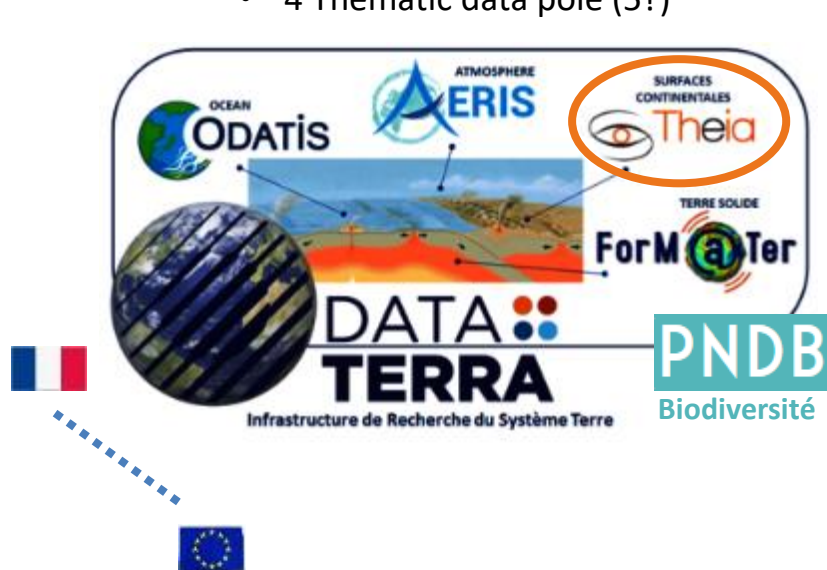 • 4 Thematic data pole (5?)
OCEAN
ODATIS
ATMOSPHERE
AERIS
SURFACES
CONTINENTALES
Theia
TERRE SOLIDE
ForM@Ter
DATA
TERRA
Infrastructure de Recherche du Système Terre
PNDB
Biodiversité